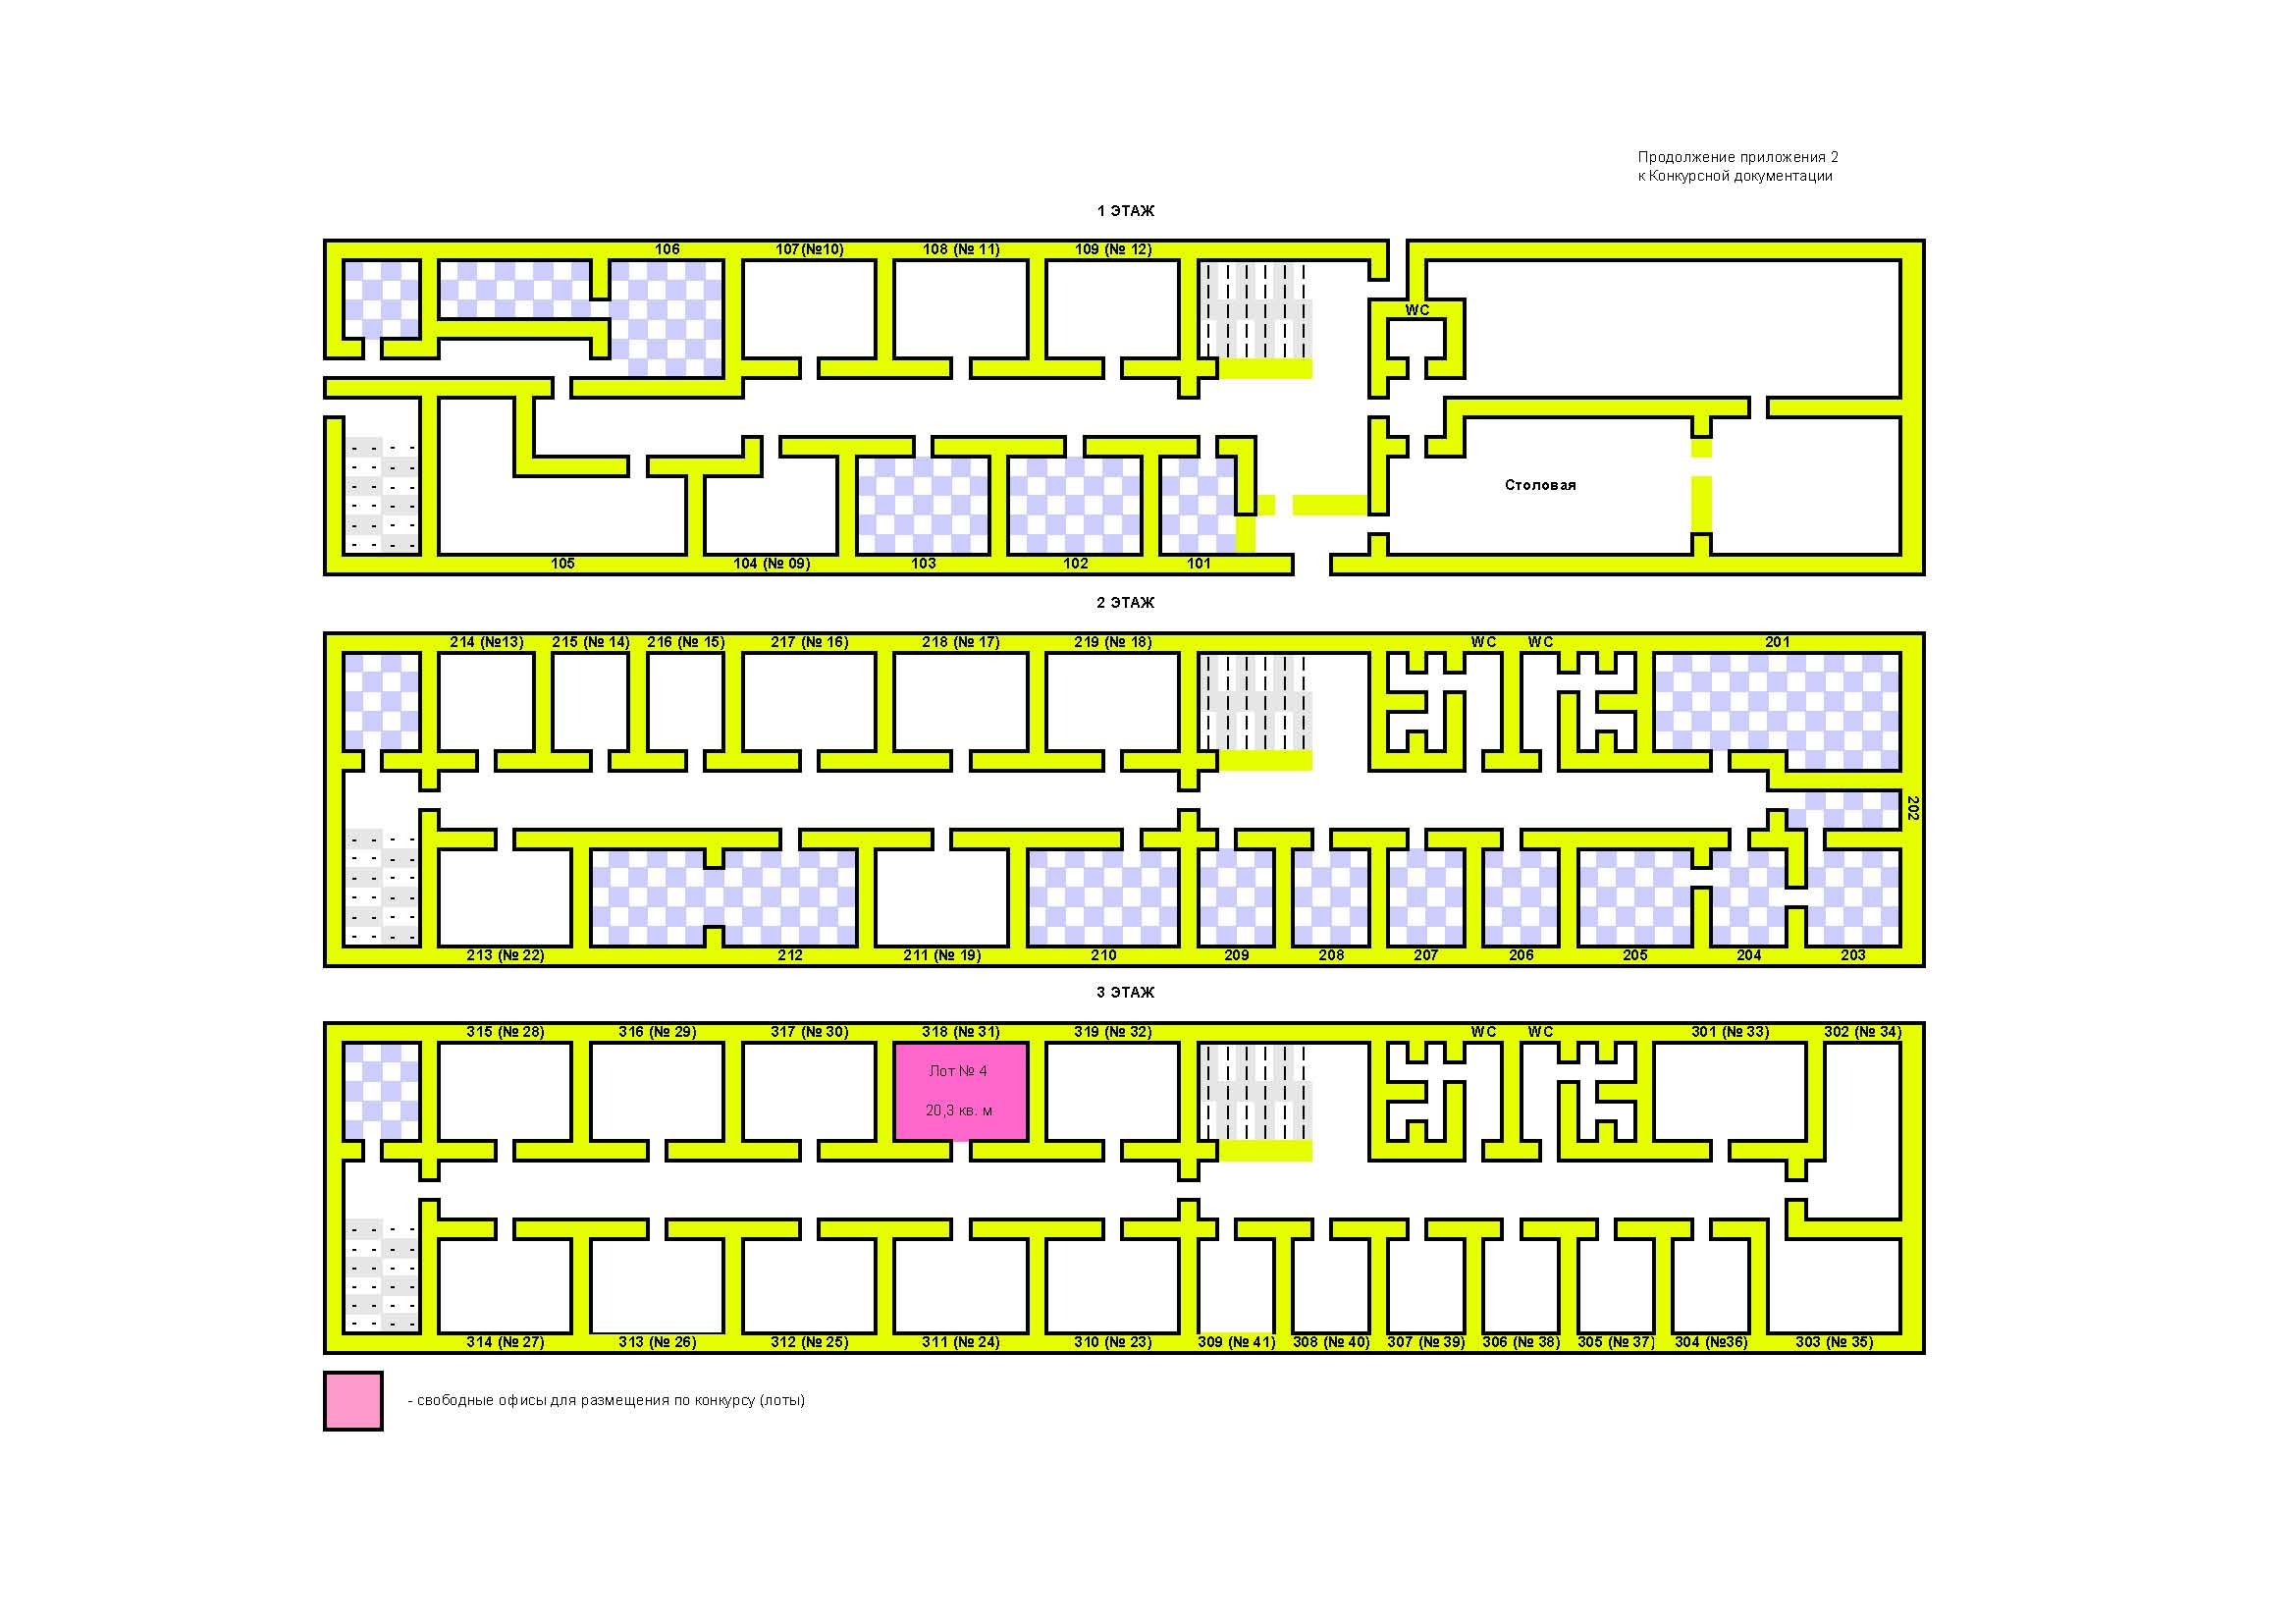 Продолжение приложения 2
к Конкурсной документации
1 ЭТАЖ
106 107(№10) 108 (№ 11) 109 (№ 12)
WC
Столовая
105 104 (№ 09) 103 102 101
2 ЭТАЖ
214 (№13) 215 (№ 14) 216 (№ 15) 217 (№ 16) 218 (№ 17) 219 (№ 18) WC WC 201
202
213 (№ 22) 212 211 (№ 19) 210 209 208 207 206 205 204 203
3 ЭТАЖ
315 (№ 28) 316 (№ 29) 317 (№ 30) 318 (№ 31) 319 (№ 32) WC WC 301 (№ 33) 302 (№ 34)
Лот № 4
20,3 кв. м
314 (№ 27) 313 (№ 26) 312 (№ 25) 311 (№ 24) 310 (№ 23) 309 (№ 41) 308 (№ 40) 307 (№ 39) 306 (№ 38) 305 (№ 37) 304 (№36) 303 (№ 35)
- свободные офисы для размещения по конкурсу (лоты)